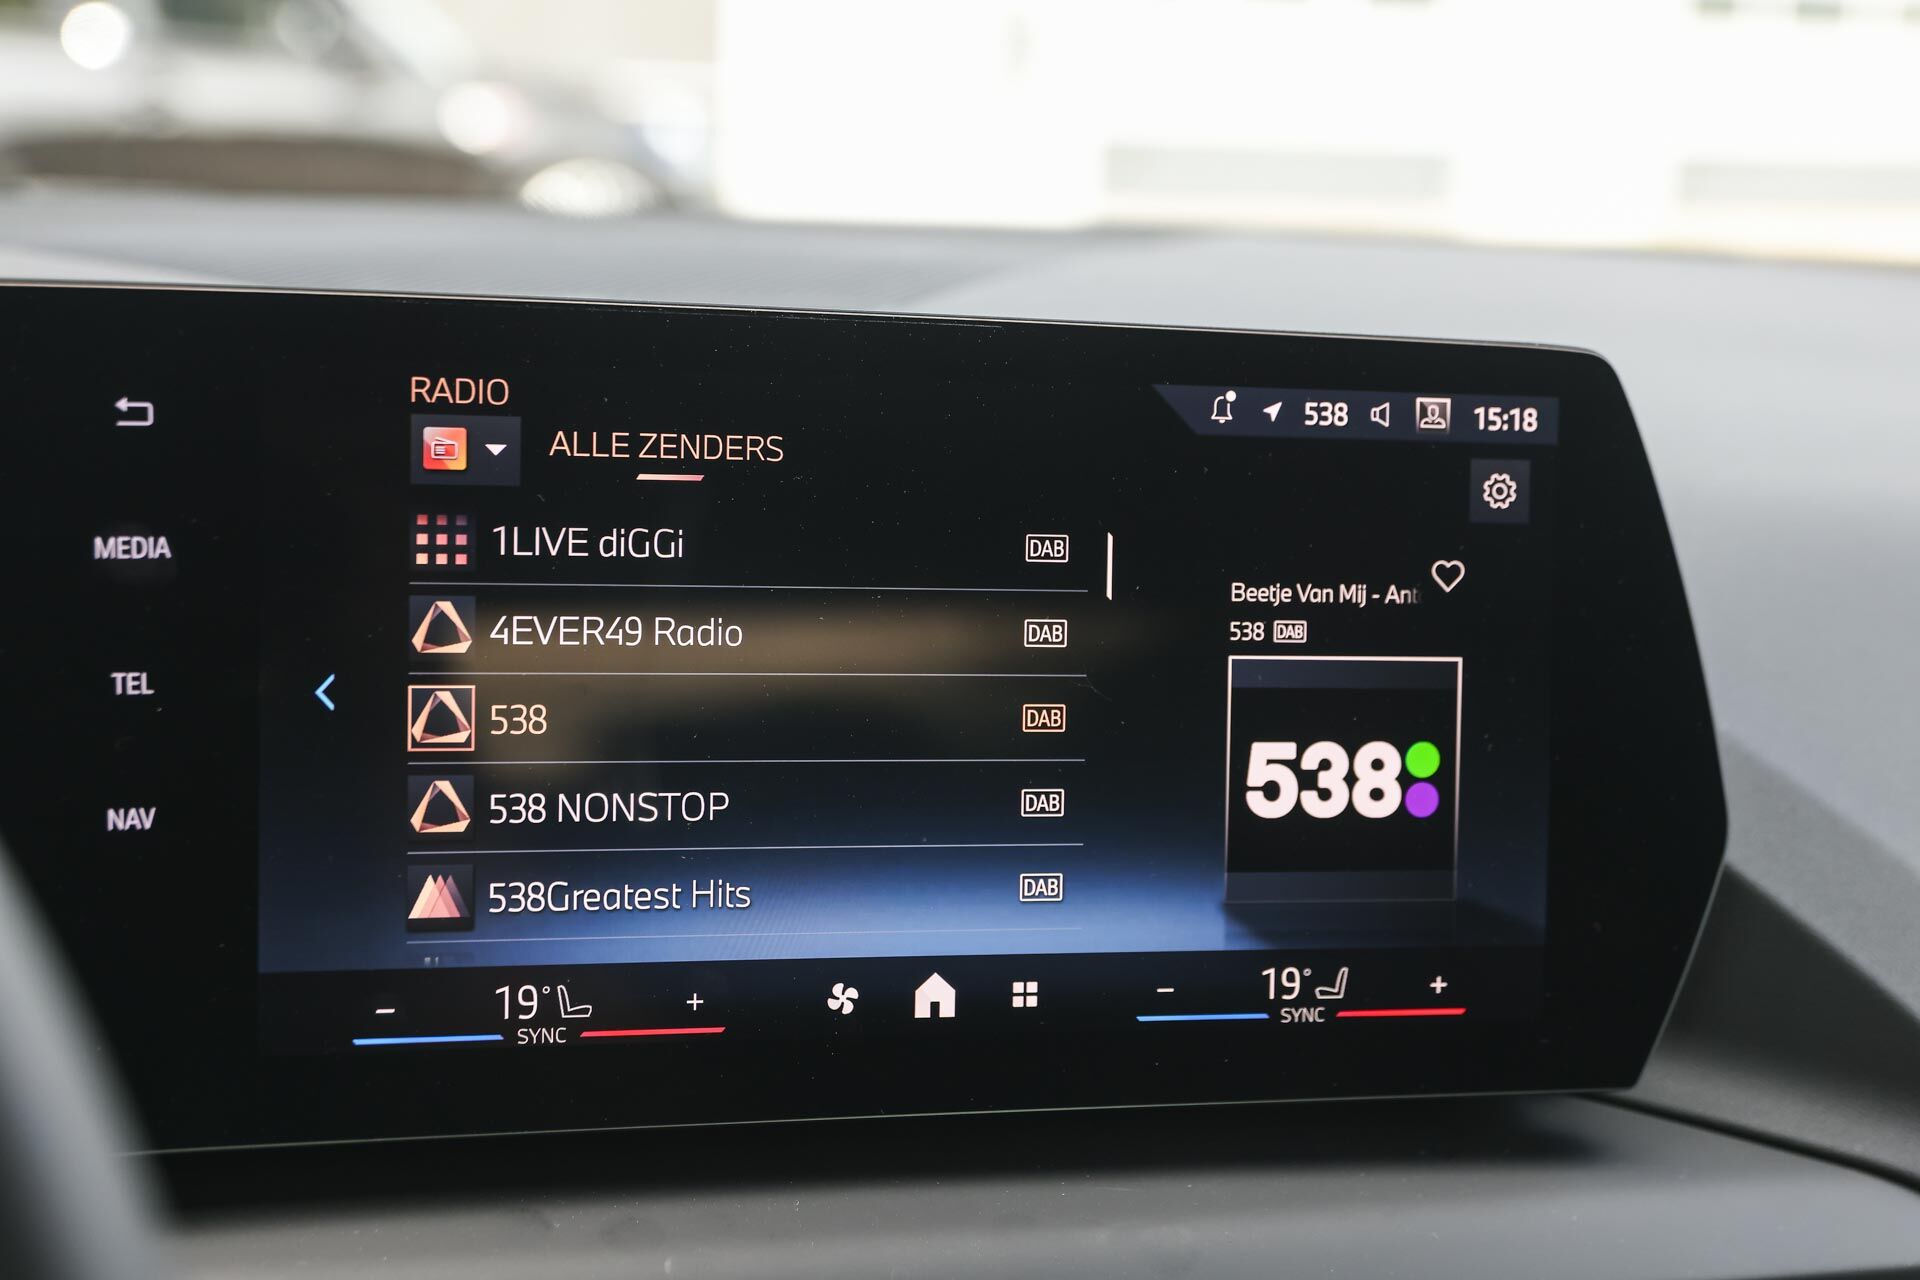 RADIO
538
15:18
ALLE ZENDERS
MEDIA
TEL
NAV
1LIVE diGGi DAB
4EVER49 Radio DAB
538 DAB
538 NONSTOP DAB
538Greatest Hits DAB
Beetje Van Mij - Ant
538 DAB
538
- 19° +
SYNC
- 19° +
SYNC